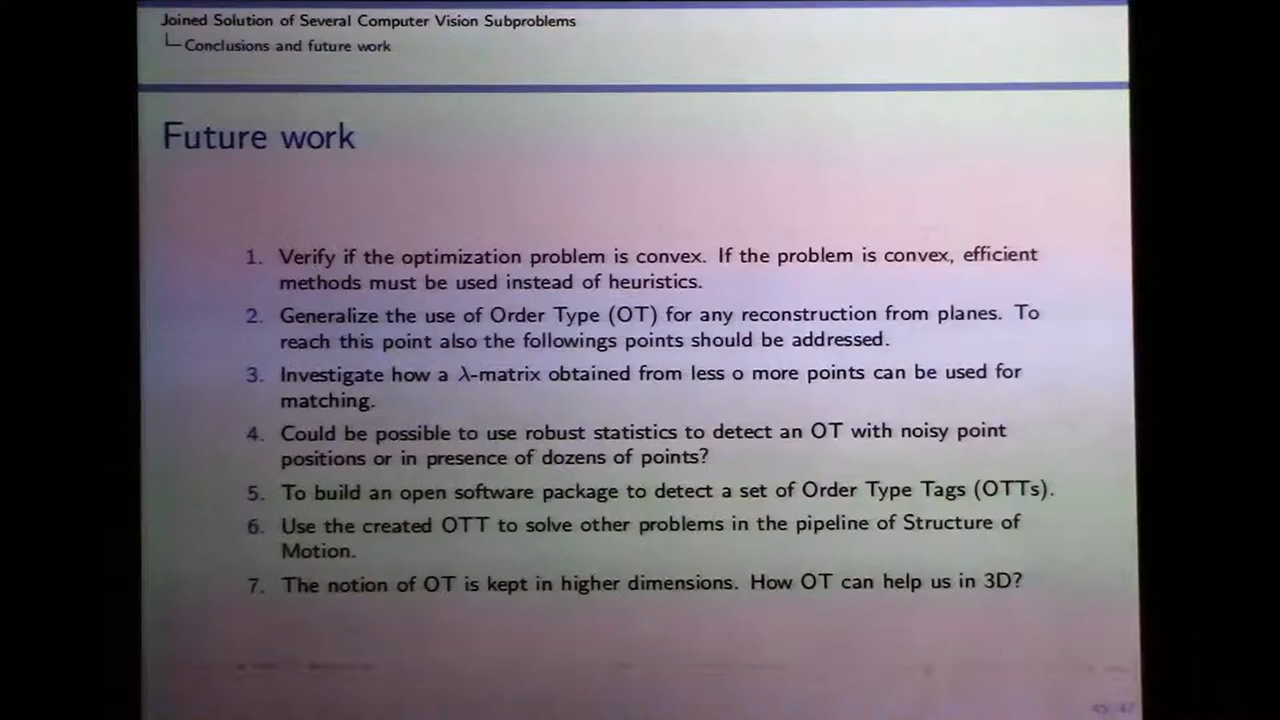 Joined Solution of Several Computer Vision Subproblems
Conclusions and future work
Future work
1. Verify if the optimization problem is convex. If the problem is convex, efficient
methods must be used instead of heuristics.
2. Generalize the use of Order Type (OT) for any reconstruction from planes. To
reach this point also the followings points should be addressed.
3. Investigate how a λ-matrix obtained from less o more points can be used for
matching.
4. Could be possible to use robust statistics to detect an OT with noisy point
positions or in presence of dozens of points?
5. To build an open software package to detect a set of Order Type Tags (OTTs).
6. Use the created OTT to solve other problems in the pipeline of Structure of
Motion.
7. The notion of OT is kept in higher dimensions. How OT can help us in 3D?